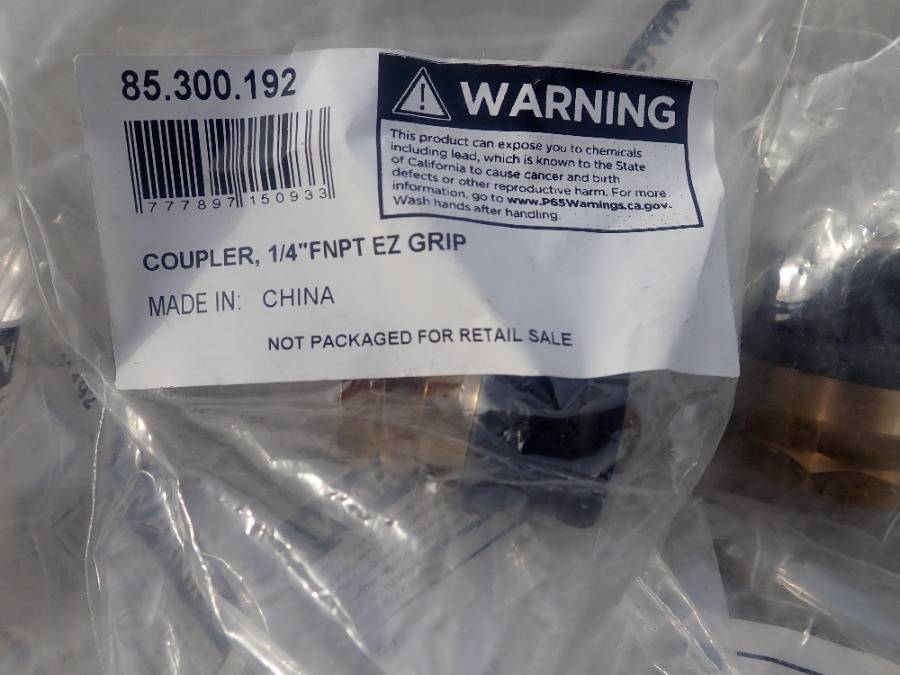 85.300.192
WARNING
This product can expose you to chemicals
including lead, which is known to the State
of California to cause cancer and birth
defects or other reproductive harm. For more
information, go to www.P65Warnings.ca.gov.
Wash hands after handling.
777897 150933
COUPLER, 1/4"FNPT EZ GRIP
MADE IN: CHINA
NOT PACKAGED FOR RETAIL SALE